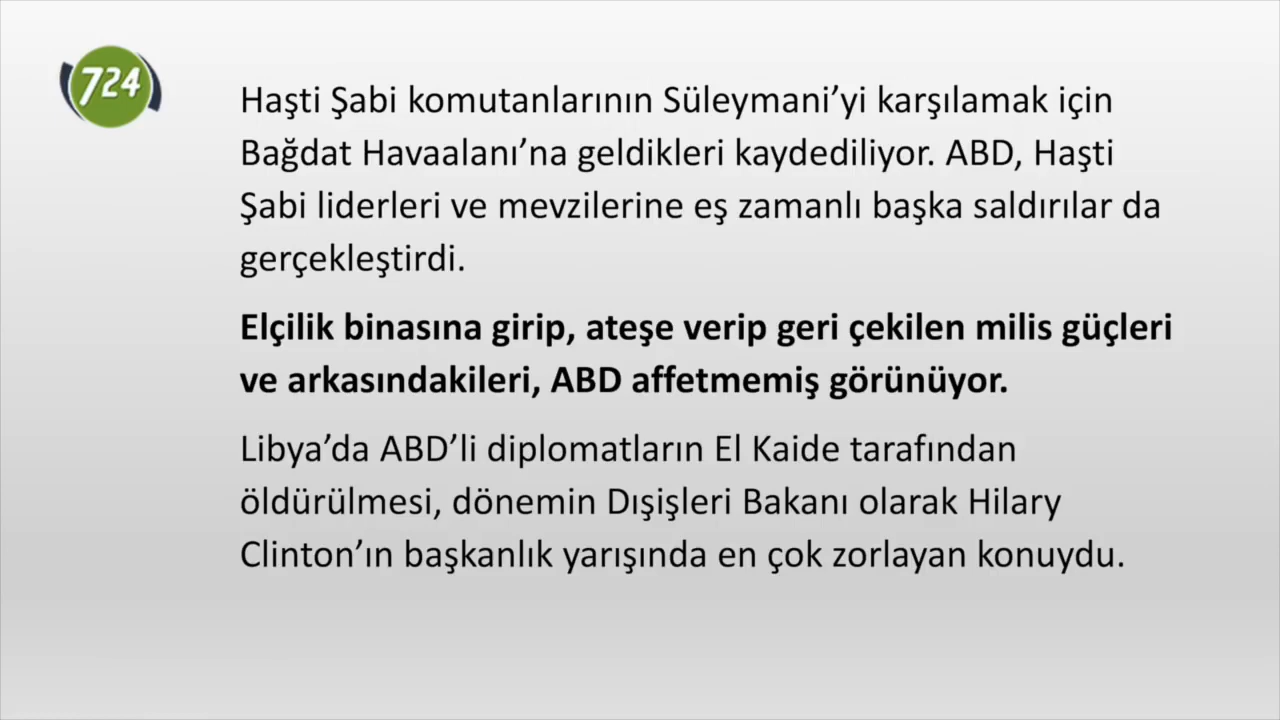 724
Haşti Şabi komutanlarının Süleymani’yi karşılamak için
Bağdat Havaalanı’na geldikleri kaydediliyor. ABD, Haşti
Şabi liderleri ve mevzilerine eş zamanlı başka saldırılar da
gerçekleştirdi.
Elçilik binasına girip, ateşe verip geri çekilen milis güçleri
ve arkasındakileri, ABD affetmemiş görünüyor.
Libya’da ABD’li diplomatların El Kaide tarafından
öldürülmesi, dönemin Dışişleri Bakanı olarak Hilary
Clinton’ın başkanlık yarışında en çok zorlayan konuydu.